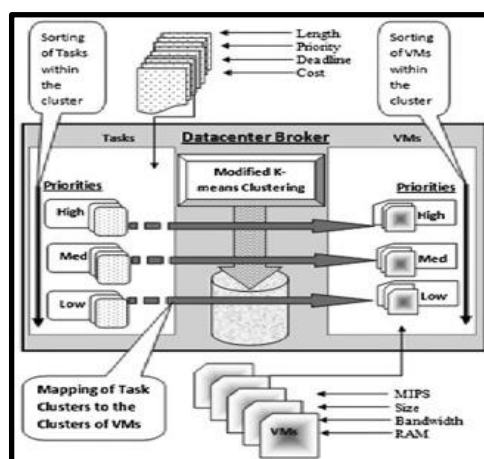 Sorting
of Tasks
within
the
cluster
Length
Priority
Deadline
Cost
Sorting
of VMs
within
the
cluster
Tasks
Datacenter Broker
VMs
Modified K-
means Clustering
Priorities
High
Med
Low
Priorities
High
Med
Low
Mapping of Task
Clusters to the
Clusters of VMs
VMs
MIPS
Size
Bandwidth
RAM